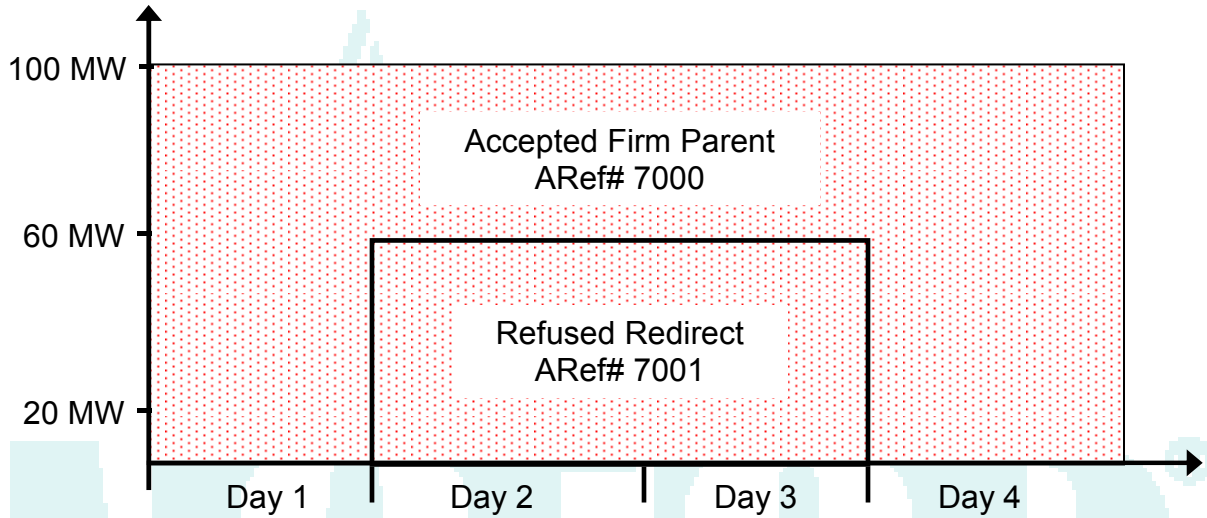 100 MW
Accepted Firm Parent
ARef# 7000
60 MW
Refused Redirect
ARef# 7001
20 MW
Day 1
Day 2
Day 3
Day 4